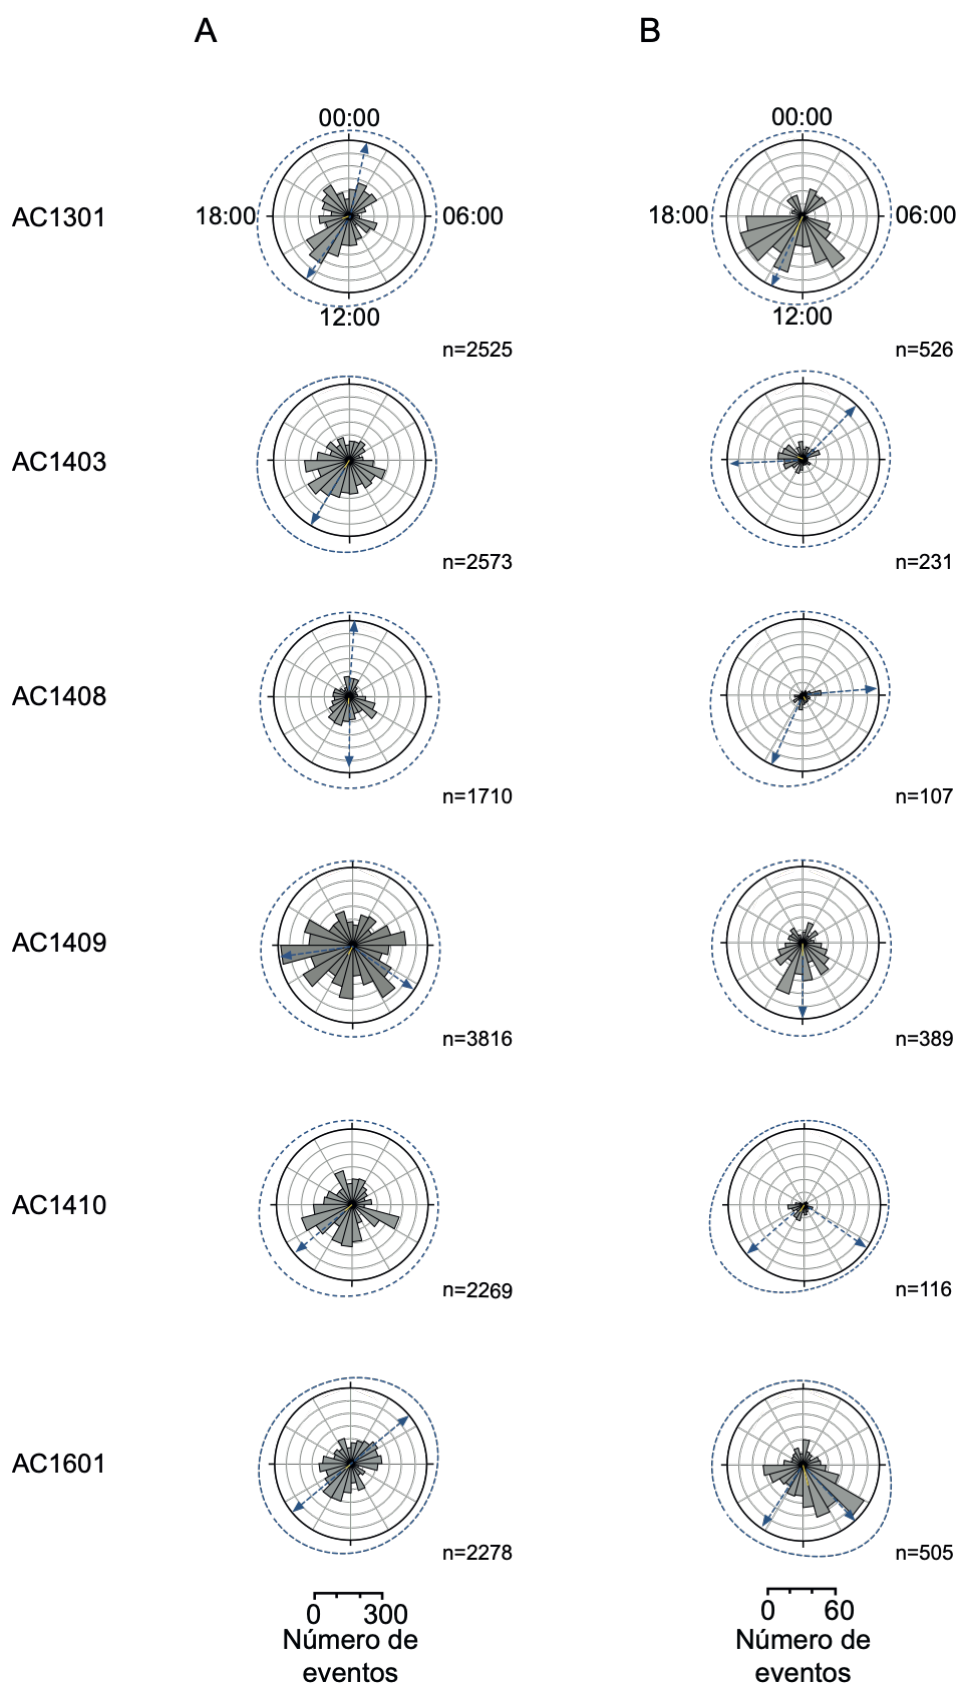 A
B
00:00
00:00
AC1301
18:00
06:00
18:00
06:00
12:00
12:00
n=2525
n=526
AC1403
n=2573
n=231
AC1408
n=1710
n=107
AC1409
n=3816
n=389
AC1410
n=2269
n=116
AC1601
n=2278
n=505
0 300
0 60
Número de
eventos
Número de
eventos